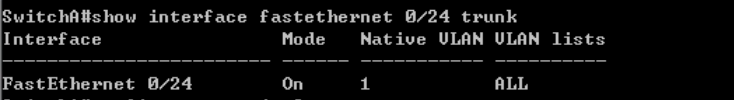 SwitchA#show interface fastethernet 0/24 trunk
Interface Mode Native VLAN VLAN lists
------------------------ ------ ----------- ----------
FastEthernet 0/24 On 1 ALL